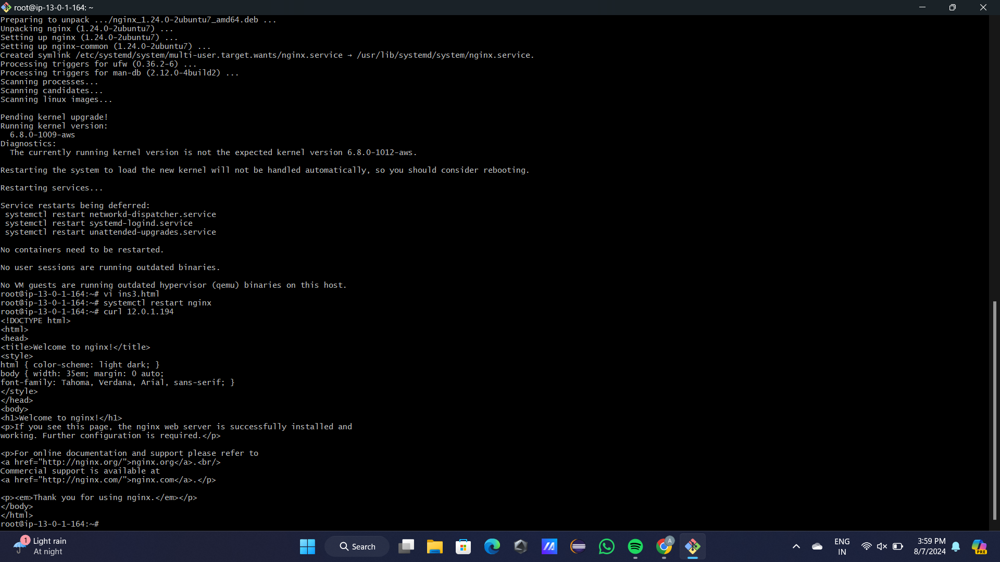 root@ip-13-0-1-164: ~
Preparing to unpack .../nginx_1.24.0-2ubuntu7_amd64.deb ...
Unpacking nginx (1.24.0-2ubuntu7) ...
Setting up nginx (1.24.0-2ubuntu7) ...
Setting up nginx-common (1.24.0-2ubuntu7) ...
Created symlink /etc/systemd/system/multi-user.target.wants/nginx.service → /usr/lib/systemd/system/nginx.service.
Processing triggers for ufw (0.36.2-6) ...
Processing triggers for man-db (2.12.0-4build2) ...
Scanning processes...
Scanning candidates...
Scanning linux images...
Pending kernel upgrade!
Running kernel version:
6.8.0-1009-aws
Diagnostics:
The currently running kernel version is not the expected kernel version 6.8.0-1012-aws.
Restarting the system to load the new kernel will not be handled automatically, so you should consider rebooting.
Restarting services...
Service restarts being deferred:
systemctl restart networkd-dispatcher.service
systemctl restart systemd-logind.service
systemctl restart unattended-upgrades.service
No containers need to be restarted.
No user sessions are running outdated binaries.
No VM guests are running outdated hypervisor (qemu) binaries on this host.
root@ip-13-0-1-164:~# vi ins3.html
root@ip-13-0-1-164:~# systemctl restart nginx
root@ip-13-0-1-164:~# curl 12.0.1.194
<!DOCTYPE html>
<html>
<head>
<title>Welcome to nginx!</title>
<style>
html { color-scheme: light dark; }
body { width: 35em; margin: 0 auto;
font-family: Tahoma, Verdana, Arial, sans-serif; }
</style>
</head>
<body>
<h1>Welcome to nginx!</h1>
<p>If you see this page, the nginx web server is successfully installed and
working. Further configuration is required.</p>
<p>For online documentation and support please refer to
<a href="http://nginx.org/">nginx.org</a>.<br/>
Commercial support is available at
<a href="http://nginx.com/">nginx.com</a>.</p>
<p><em>Thank you for using nginx.</em></p>
</body>
</html>
root@ip-13-0-1-164:~#
1
Light rain
At night
Search
A
ENG
IN
3:59 PM
8/7/2024
PRE